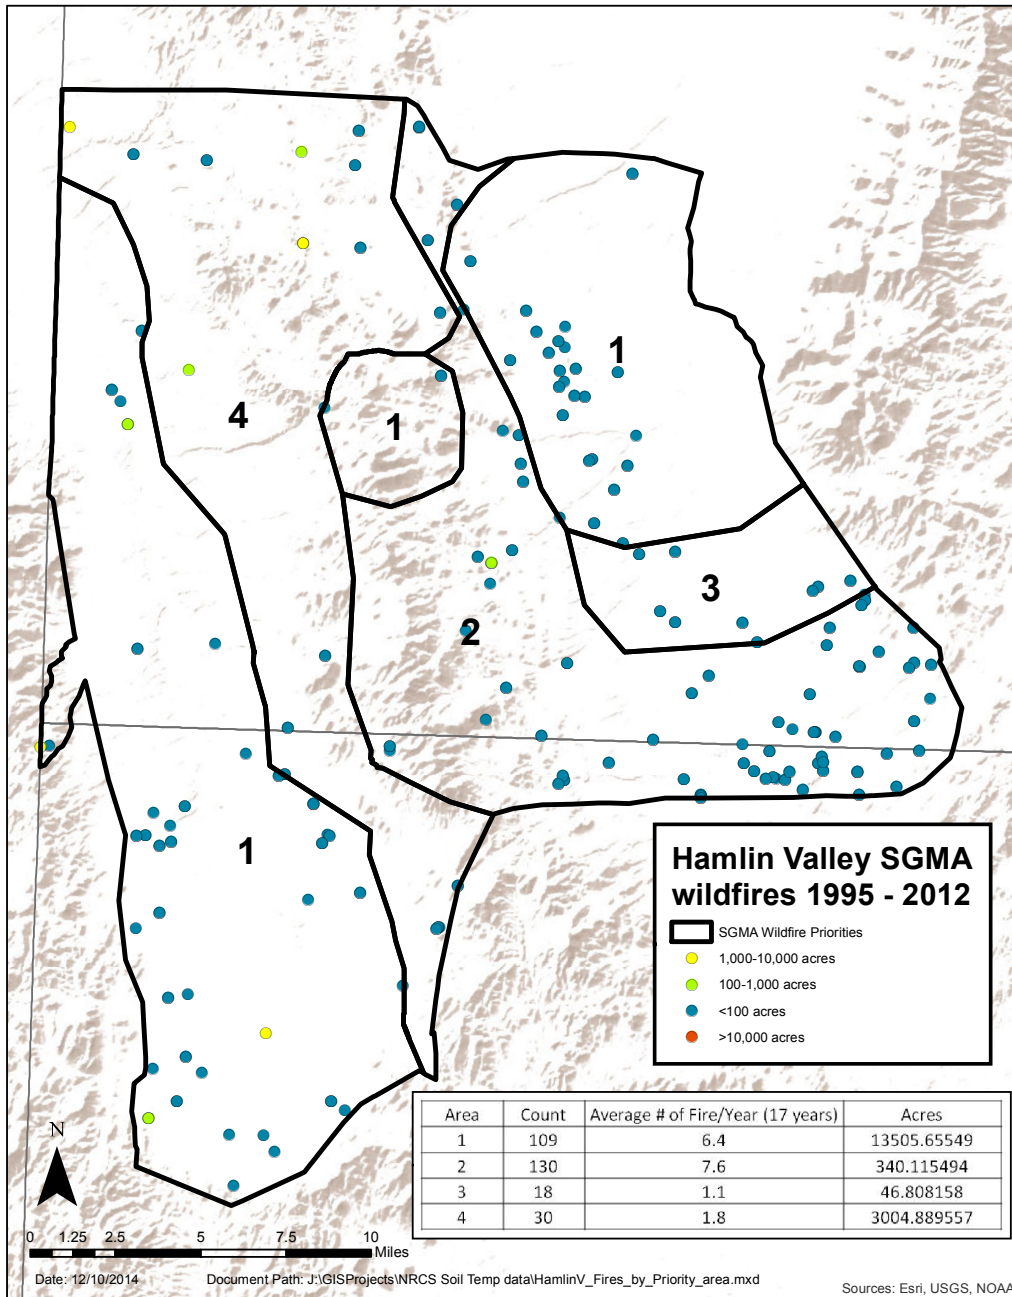 1
4
1
3
2
1
Hamlin Valley SGMA
wildfires 1995 - 2012
SGMA Wildfire Priorities
1,000-10,000 acres
100-1,000 acres
<100 acres
>10,000 acres
Area Count Average # of Fire/Year (17 years) Acres
1 109 6.4 13505.65549
2 130 7.6 340.115494
3 18 1.1 46.808158
4 30 1.8 3004.889557
N
0 1.25 2.5 5 7.5 10
Miles
Date: 12/10/2014 Document Path: J:\GISProjects\NRCS Soil Temp data\HamlinV_Fires_by_Priority_area.mxd
Sources: Esri, USGS, NOAA